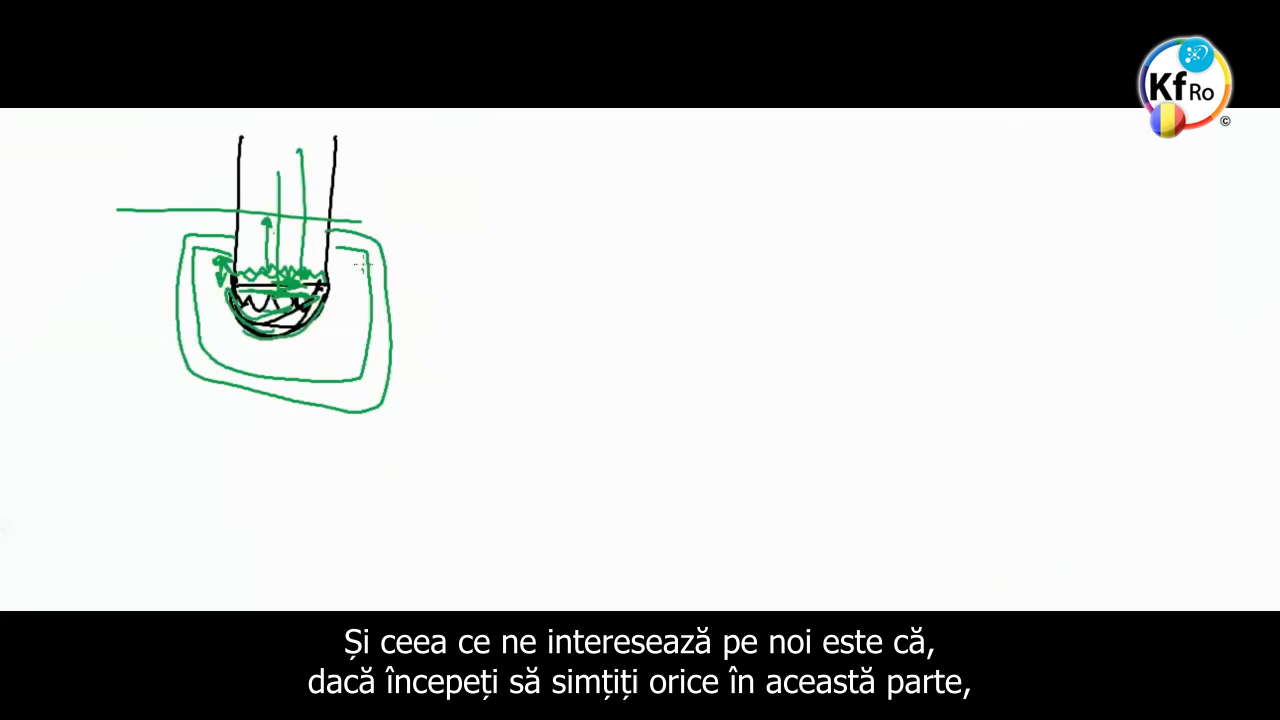 Kf Ro
©
Și ceea ce ne interesează pe noi este că,
dacă începeți să simțiți orice în această parte,